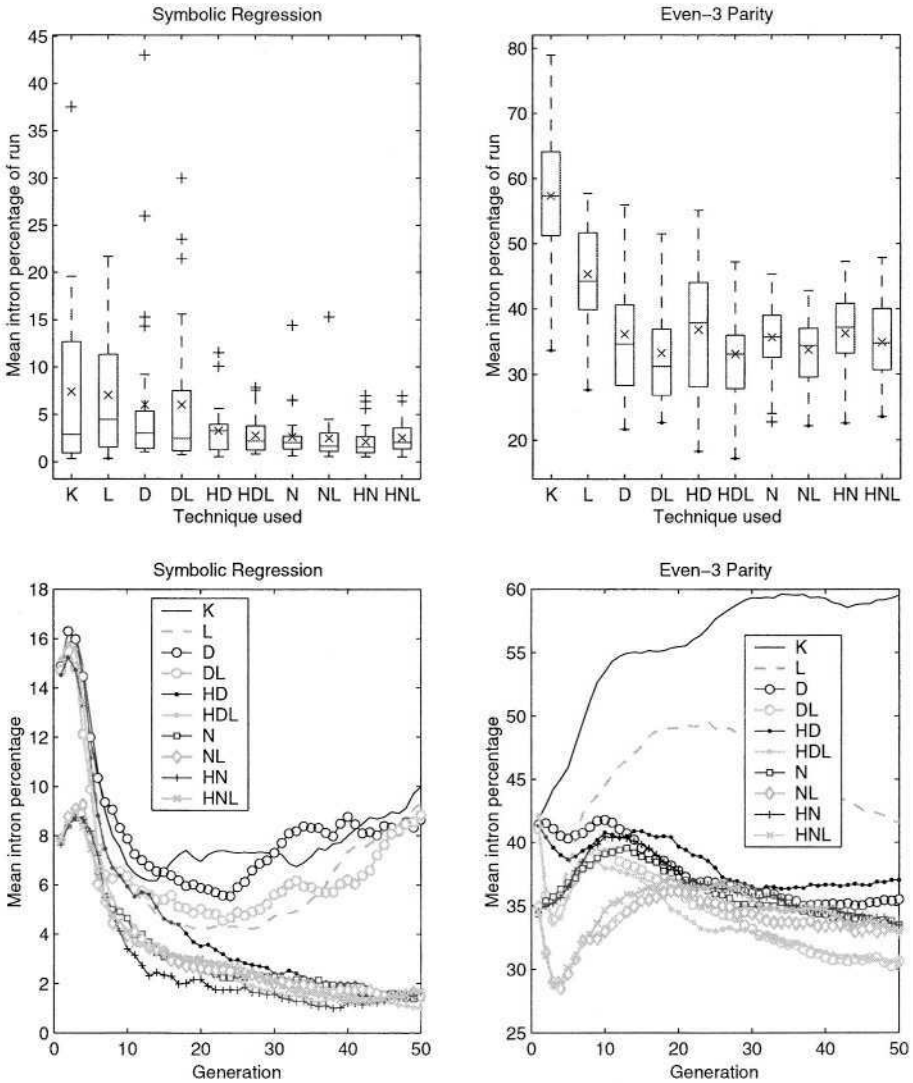 Symbolic Regression
45
40
35
30
25
20
15
10
5
0
Mean intron percentage of run
K L D DL HD HDL N NL HN HNL
Technique used
Even-3 Parity
80
70
60
50
40
30
20
Mean intron percentage of run
K L D DL HD HDL N NL HN HNL
Technique used
Symbolic Regression
18
16
14
12
10
8
6
4
2
0
Mean intron percentage
K
L
D
DL
HD
HDL
N
NL
HN
HNL
0 10 20 30 40 50
Generation
Even-3 Parity
60
55
50
45
40
35
30
25
Mean intron percentage
K
L
D
DL
HD
HDL
N
NL
HN
HNL
0 10 20 30 40 50
Generation